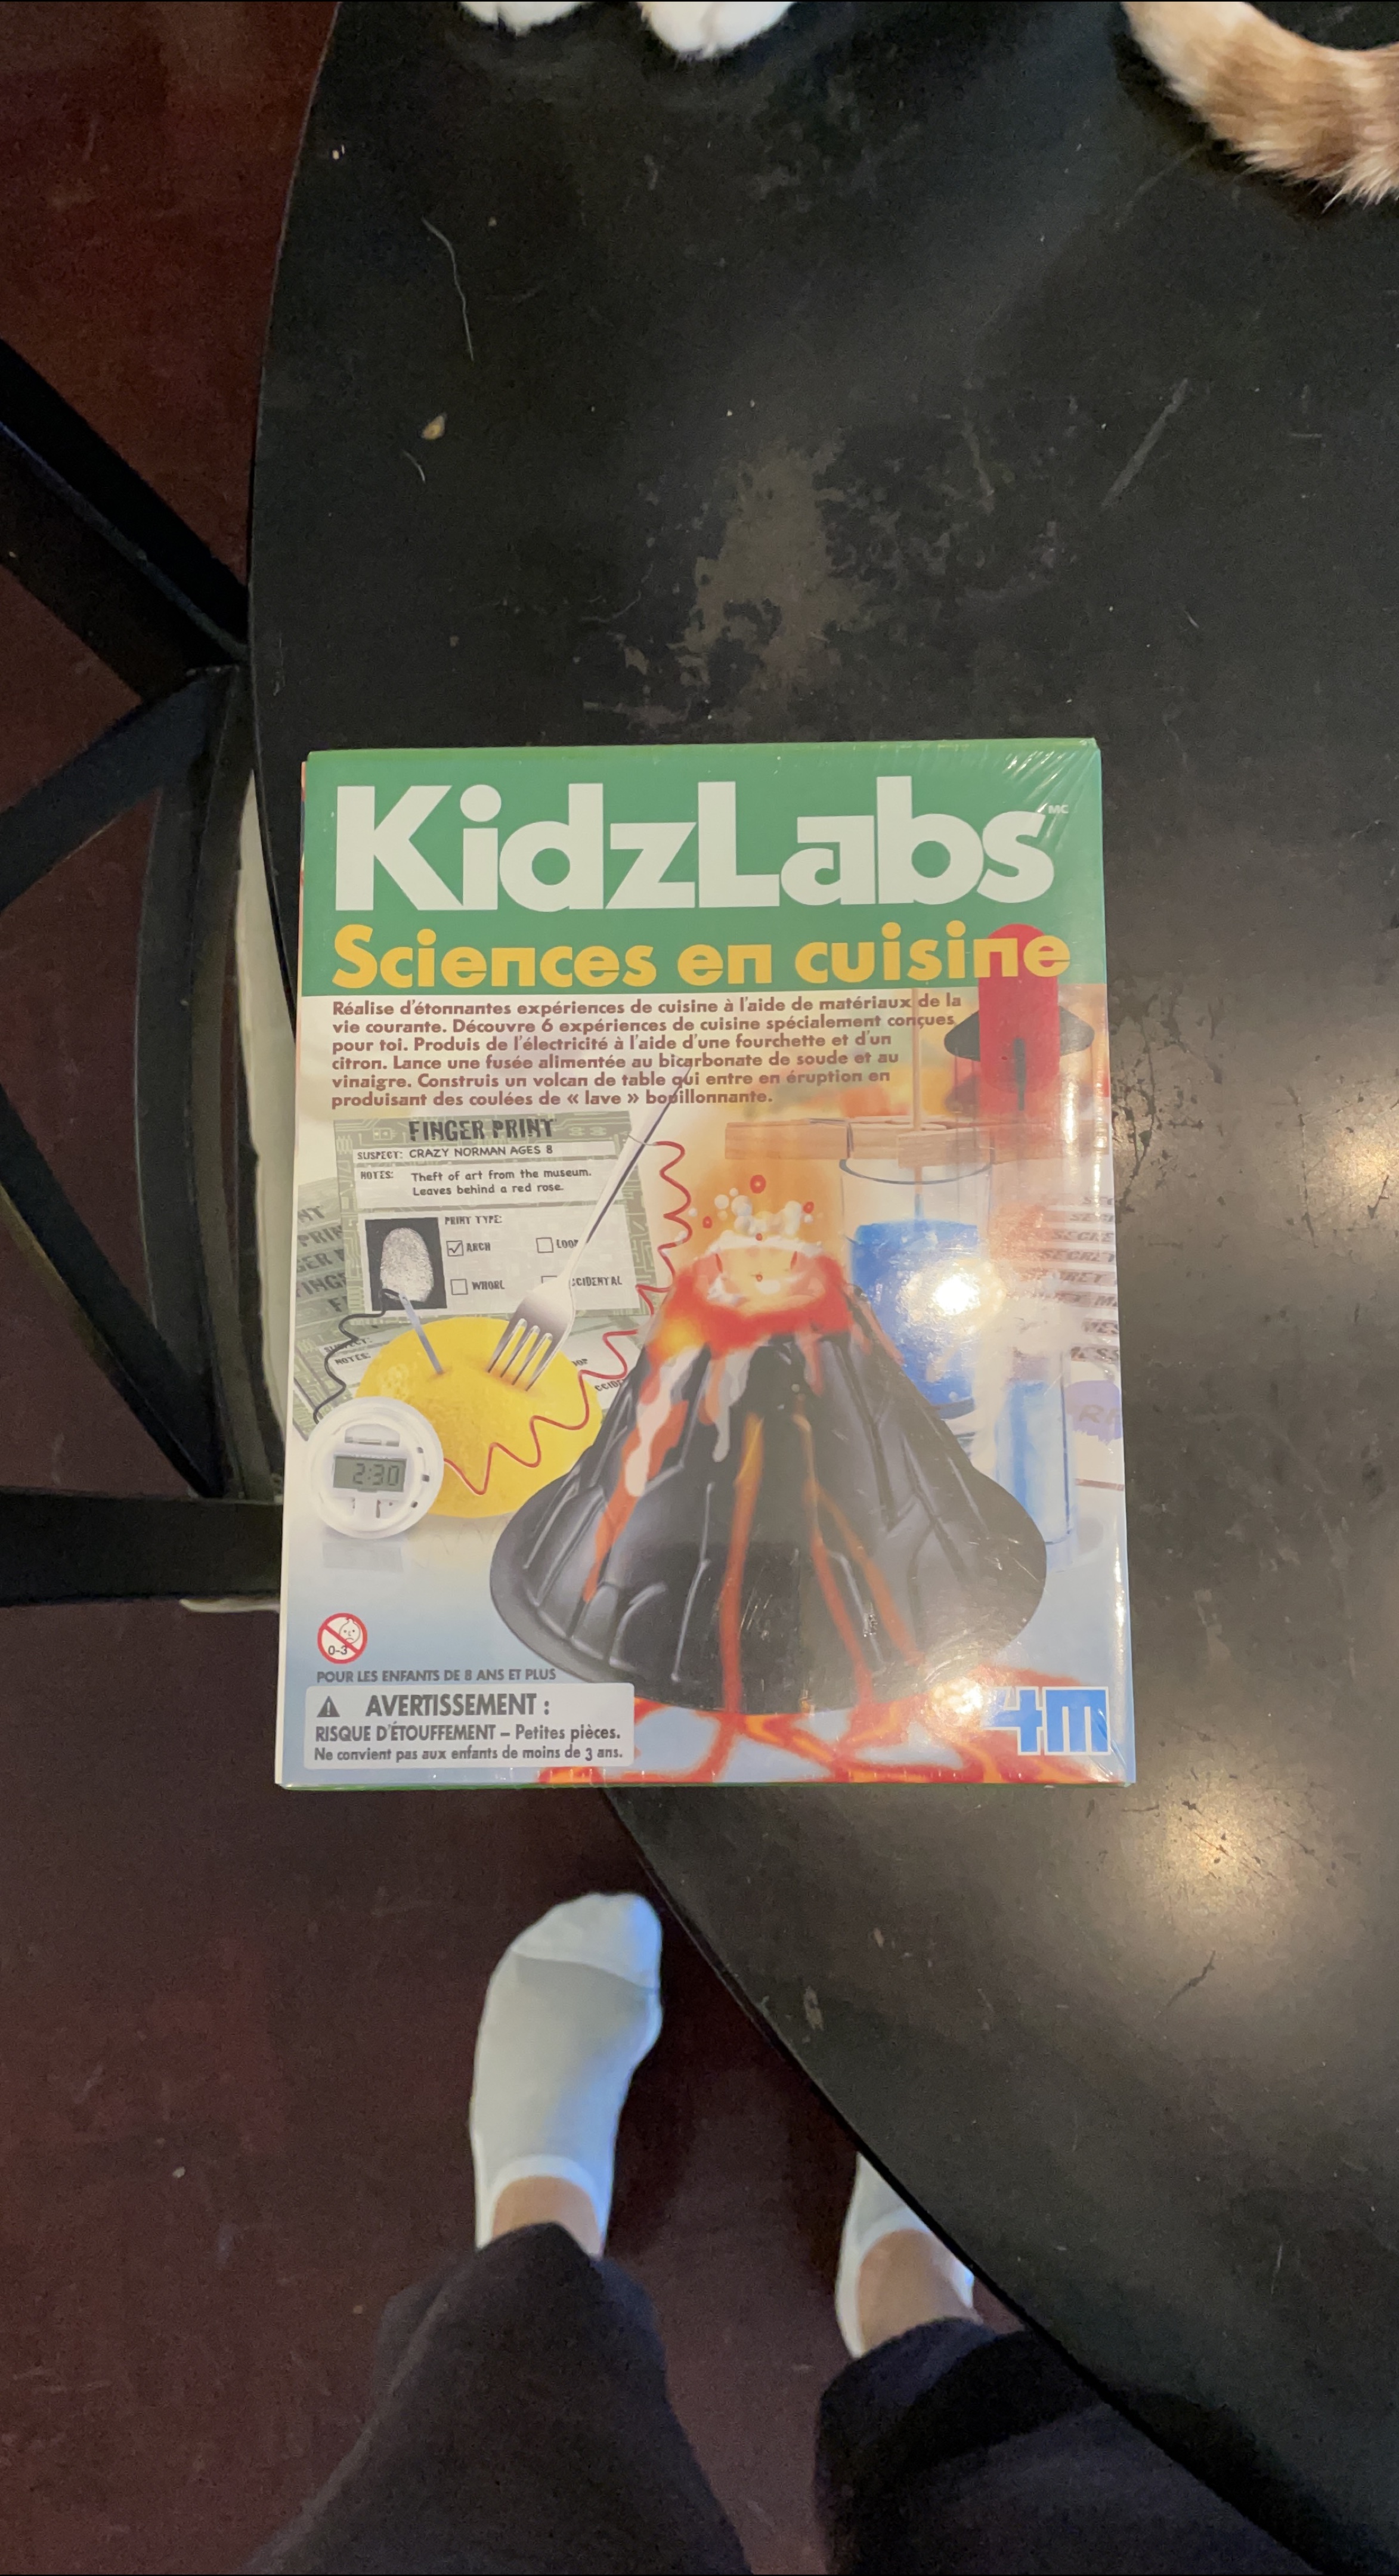 KidzLabs MC
Sciences en cuisine
Réalise d'étonnantes expériences de cuisine à l'aide de matériaux de la
vie courante. Découvre 6 expériences de cuisine spécialement conçues
pour toi. Produis de l'électricité à l'aide d'une fourchette et d'un
citron. Lance une fusée alimentée au bicarbonate de soude et au
vinaigre. Construis un volcan de table qui entre en éruption en
produisant des coulées de « lave » bouillonnante.
FINGER PRINT
SUSPECT: CRAZY NORMAN AGES 8
NOTES: Theft of art from the museum.
Leaves behind a red rose.
PRINT TYPE:
ARCH
WHORL
NOTES:
2:30
0-3
POUR LES ENFANTS DE 8 ANS ET PLUS
AVERTISSEMENT :
RISQUE D'ÉTOUFFEMENT – Petites pièces.
Ne convient pas aux enfants de moins de 3 ans.
4M